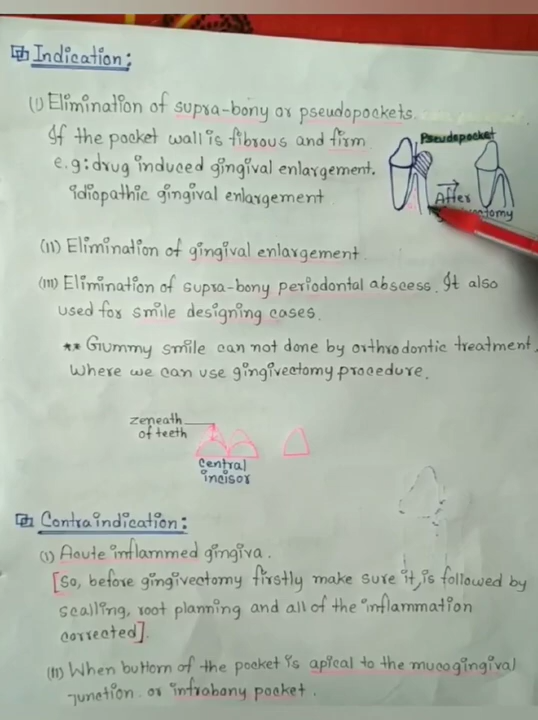 Indication:
(i) Elimination of supra-bony or pseudopockets.
If the pocket wall is fibrous and firm
e.g: drug induced gingival enlargement.
idiopathic gingival enlargement
Pseudopocket
After
(II) Elimination of gingival enlargement.
(III) Elimination of supra-bony periodontal abscess. It also
used for smile designing cases.
** Gummy smile can not done by orthrodontic treatment.
Where we can use gingivectomy procedure.
zeneath
of teeth
Central
incisor
Contraindication:
(i) Acute inflammed gingiva.
[So, before gingivectomy firstly make sure it, is followed by
scalling, root planning and all of the inflammation
corrected].
(II) When buttom of the pocket is apical to the mucogingival
junction or infrabony pocket.